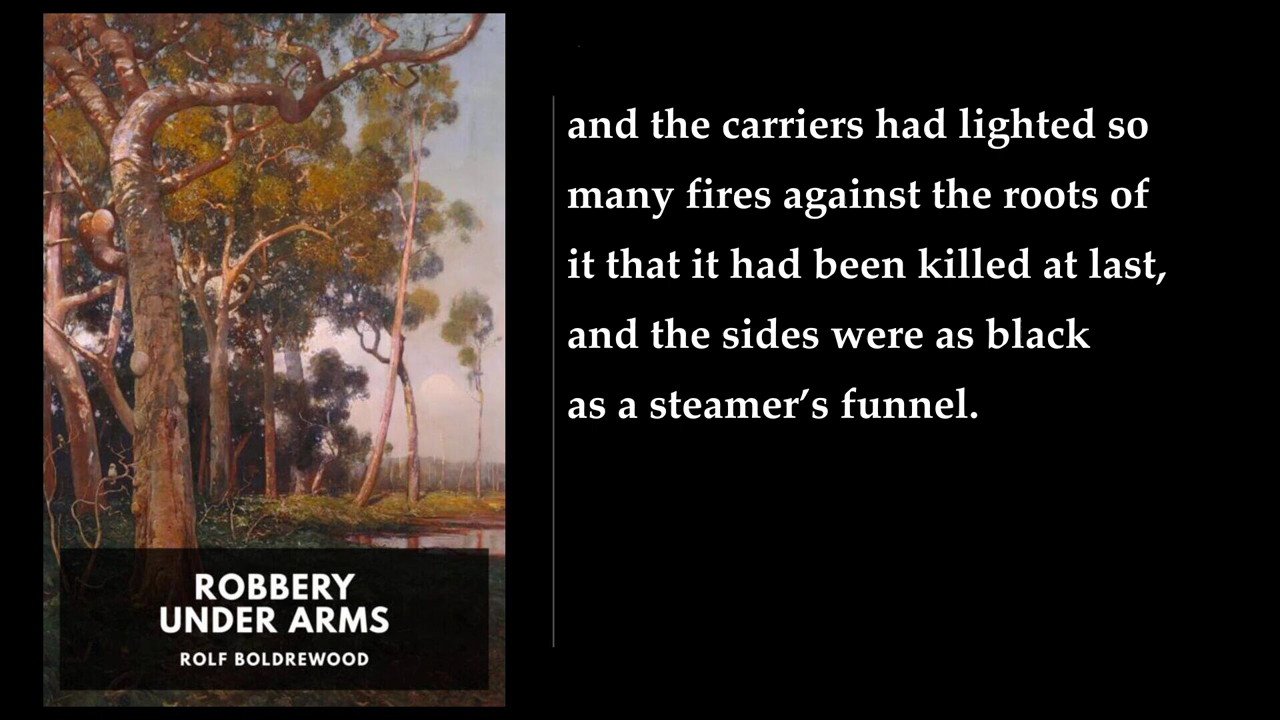 and the carriers had lighted so
many fires against the roots of
it that it had been killed at last,
and the sides were as black
as a steamer’s funnel.
ROBBERY
UNDER ARMS
ROLF BOLDREWOOD